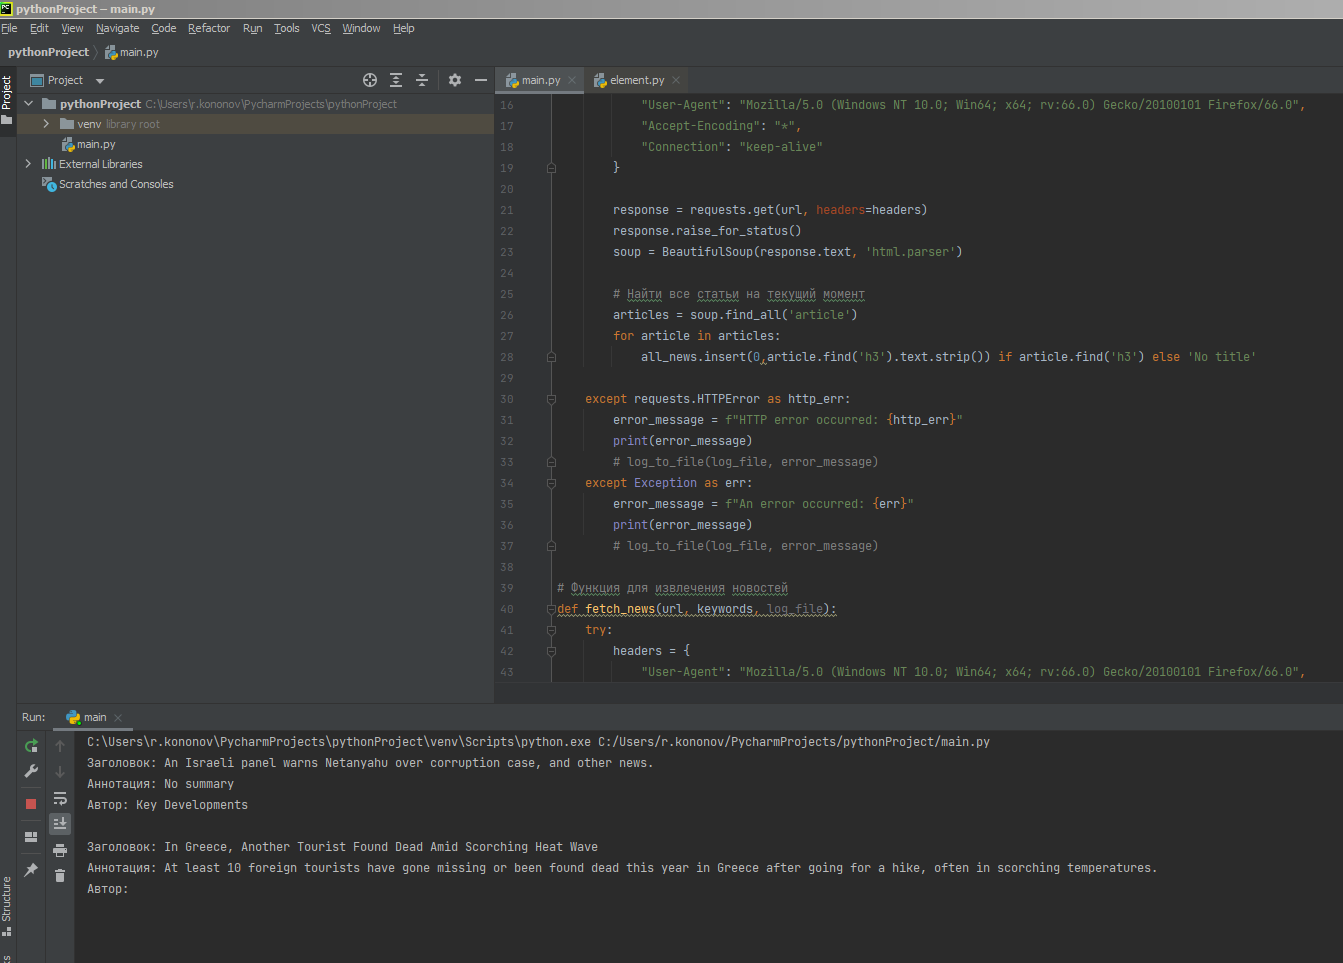 pythonProject – main.py
File Edit View Navigate Code Refactor Run Tools VCS Window Help
pythonProject main.py
Project
Project
main.py
element.py
pythonProject C:\Users\r.kononov\PycharmProjects\pythonProject
venv library root
main.py
External Libraries
Scratches and Consoles
16 "User-Agent": "Mozilla/5.0 (Windows NT 10.0; Win64; x64; rv:66.0) Gecko/20100101 Firefox/66.0",
17 "Accept-Encoding": "*",
18 "Connection": "keep-alive"
19 }
20
21 response = requests.get(url, headers=headers)
22 response.raise_for_status()
23 soup = BeautifulSoup(response.text, 'html.parser')
24
25 # Найти все статьи на текущий момент
26 articles = soup.find_all('article')
27 for article in articles:
28 all_news.insert(0,article.find('h3').text.strip()) if article.find('h3') else 'No title'
29
30 except requests.HTTPError as http_err:
31 error_message = f"HTTP error occurred: {http_err}"
32 print(error_message)
33 # log_to_file(log_file, error_message)
34 except Exception as err:
35 error_message = f"An error occurred: {err}"
36 print(error_message)
37 # log_to_file(log_file, error_message)
38
39 # Функция для извлечения новостей
40 def fetch_news(url, keywords, log_file):
41 try:
42 headers = {
43 "User-Agent": "Mozilla/5.0 (Windows NT 10.0; Win64; x64; rv:66.0) Gecko/20100101 Firefox/66.0",
Run: main
C:\Users\r.kononov\PycharmProjects\pythonProject\venv\Scripts\python.exe C:/Users/r.kononov/PycharmProjects/pythonProject/main.py
Заголовок: An Israeli panel warns Netanyahu over corruption case, and other news.
Аннотация: No summary
Автор: Key Developments
Заголовок: In Greece, Another Tourist Found Dead Amid Scorching Heat Wave
Аннотация: At least 10 foreign tourists have gone missing or been found dead this year in Greece after going for a hike, often in scorching temperatures.
Автор:
Structure